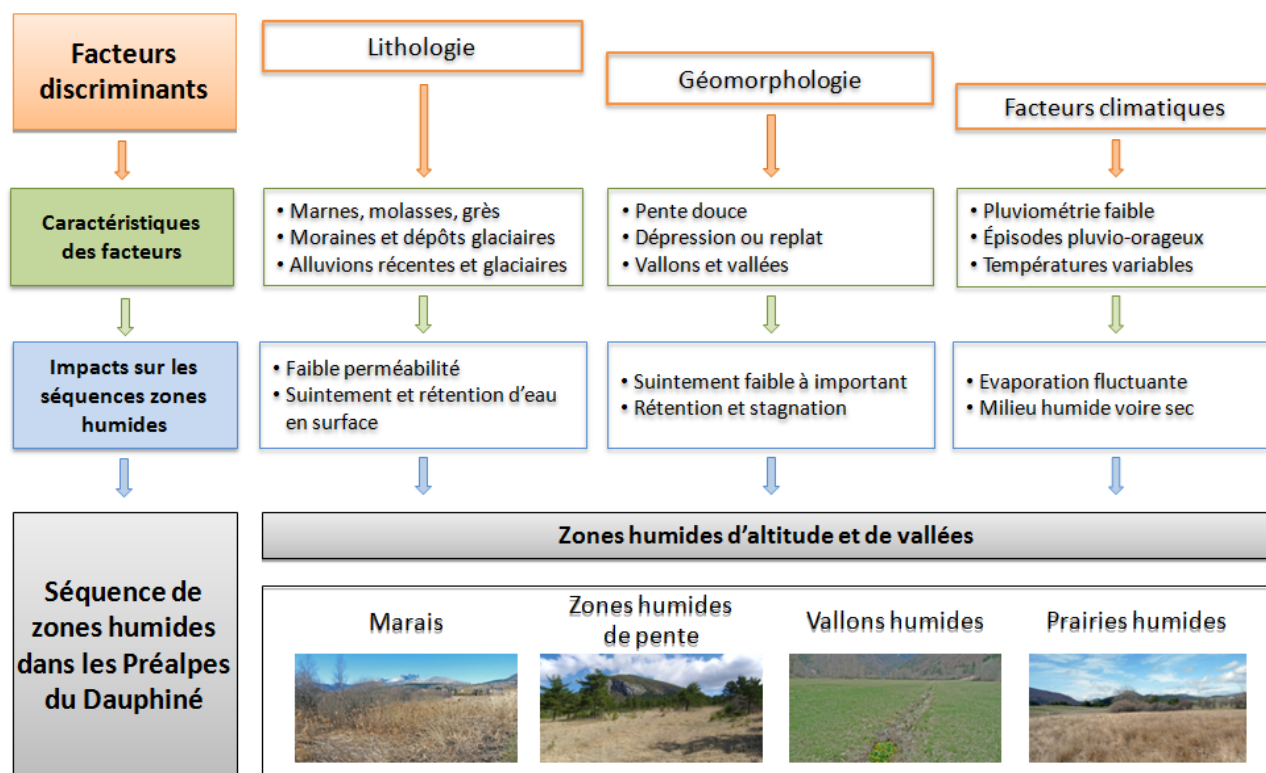 Facteurs
discriminants
Lithologie
Géomorphologie
Facteurs climatiques
Caractéristiques
des facteurs
• Marnes, molasses, grès
• Moraines et dépôts glaciaires
• Alluvions récentes et glaciaires
• Pente douce
• Dépression ou replat
• Vallons et vallées
• Pluviométrie faible
• Épisodes pluvio-orageux
• Températures variables
Impacts sur les
séquences zones
humides
• Faible perméabilité
• Suintement et rétention d'eau
en surface
• Suintement faible à important
• Rétention et stagnation
• Evaporation fluctuante
• Milieu humide voire sec
Séquence de
zones humides
dans les Préalpes
du Dauphiné
Zones humides d'altitude et de vallées
Marais
Zones humides
de pente
Vallons humides
Prairies humides